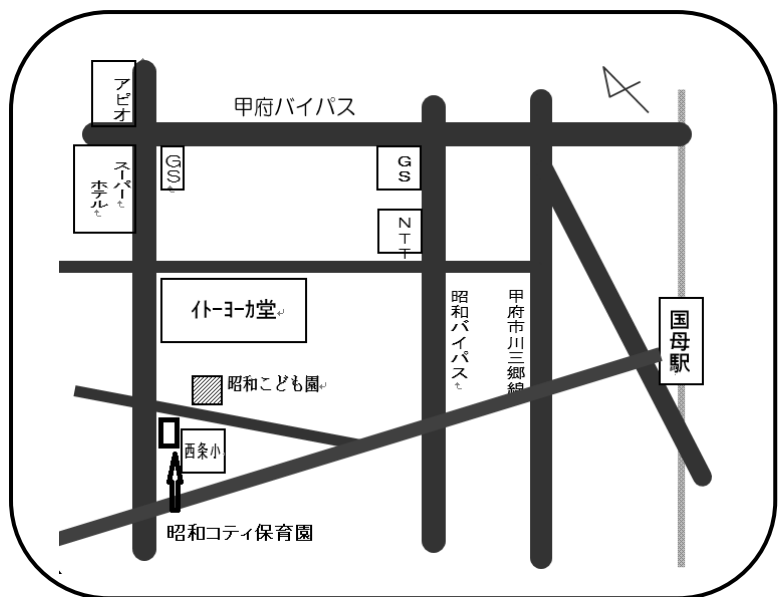 アピオ
甲府バイパス
スーパー
ホテル
GS
GS
NTT
イトーヨーカ堂
昭和バイパス
甲府市川三郷線
国母駅
昭和こども園
西条小
昭和コティ保育園